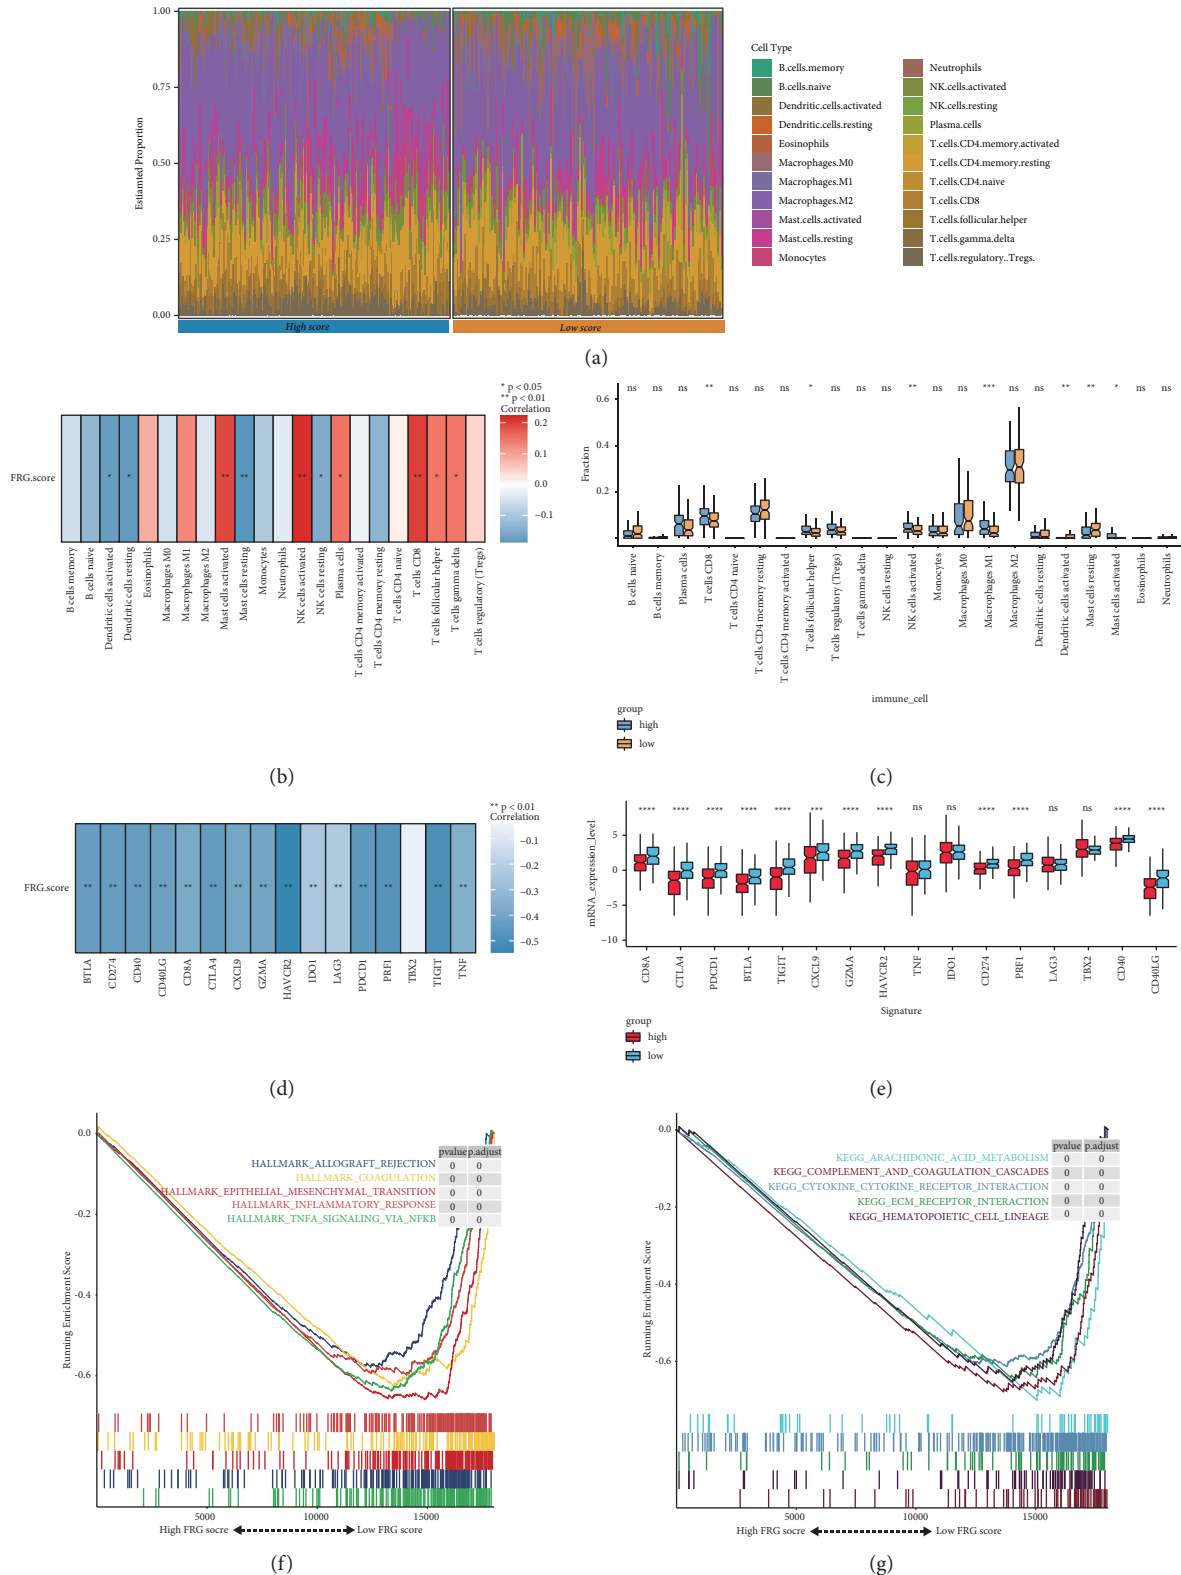 1.00
0.75
0.50
0.25
0.00
Estiamted Proportion
High score
Low score
Cell Type
B.cells.memory
B.cells.naive
Dendritic.cells.activated
Dendritic.cells.resting
Eosinophils
Macrophages.M0
Macrophages.M1
Macrophages.M2
Mast.cells.activated
Mast.cells.resting
Monocytes
Neutrophils
NK.cells.activated
NK.cells.resting
Plasma.cells
T.cells.CD4.memory.activated
T.cells.CD4.memory.resting
T.cells.CD4.naive
T.cells.CD8
T.cells.follicular.helper
T.cells.gamma.delta
T.cells.regulatory..Tregs.
(a)
* p < 0.05
** p < 0.01
Correlation
0.2
0.1
0.0
−0.1
FRG.score
* * ** ** ** * * ** * *
B cells memory
B cells naive
Dendritic cells activated
Dendritic cells resting
Eosinophils
Macrophages M0
Macrophages M1
Macrophages M2
Mast cells activated
Mast cells resting
Monocytes
Neutrophils
NK cells activated
NK cells resting
Plasma cells
T cells CD4 memory activated
T cells CD4 memory resting
T cells CD4 naive
T cells CD8
T cells follicular helper
T cells gamma delta
T cells regulatory (Tregs)
(b)
ns ns ns ** ns ns ns * ns ns ns ** ns ns *** ns ns ** ** * ns ns
0.6
0.4
0.2
Fraction
B cells naive
B cells memory
Plasma cells
T cells CD8
T cells CD4 naive
T cells CD4 memory resting
T cells CD4 memory activated
T cells follicular helper
T cells regulatory (Tregs)
T cells gamma delta
NK cells resting
NK cells activated
Monocytes
Macrophages M0
Macrophages M1
Macrophages M2
Dendritic cells resting
Dendritic cells activated
Mast cells resting
Mast cells activated
Eosinophils
Neutrophils
immune_cell
group
high
low
(c)
** p < 0.01
Correlation
−0.1
−0.2
−0.3
−0.4
−0.5
FRG.score
** ** ** ** ** ** ** ** ** ** ** ** ** ** **
BTLA
CD274
CD40
CD40LG
CD8A
CTLA4
CXCL9
GZMA
HAVCR2
IDO1
LAG3
PDCD1
PRF1
TBX2
TIGIT
TNF
(d)
**** **** **** **** **** *** **** **** ns ns **** **** ns ns **** ****
5
0
−5
−10
mRNA_expression_level
CD8A
CTLA4
PDCD1
BTLA
TIGIT
CXCL9
GZMA
HAVCR2
TNF
IDO1
CD274
PRF1
LAG3
TBX2
CD40
CD40LG
Signature
group
high
low
(e)
0.0
-0.2
-0.4
-0.6
Running Enrichment Score
pvalue p.adjust
HALLMARK_ALLOGRAFT_REJECTION 0 0
HALLMARK_COAGULATION 0 0
HALLMARK_EPITHELIAL_MESENCHYMAL_TRANSITION 0 0
HALLMARK_INFLAMMATORY_RESPONSE 0 0
HALLMARK_TNFA_SIGNALING_VIA_NFKB 0 0
5000 10000 15000
High FRG socre Low FRG score
(f)
0.0
-0.2
-0.4
-0.6
Running Enrichment Score
pvalue p.adjust
KEGG_ARACHIDONIC_ACID_METABOLISM 0 0
KEGG_COMPLEMENT_AND_COAGULATION_CASCADES 0 0
KEGG_CYTOKINE_CYTOKINE_RECEPTOR_INTERACTION 0 0
KEGG_ECM_RECEPTOR_INTERACTION 0 0
KEGG_HEMATOPOIETIC_CELL_LINEAGE 0 0
5000 10000 15000
High FRG socre Low FRG score
(g)